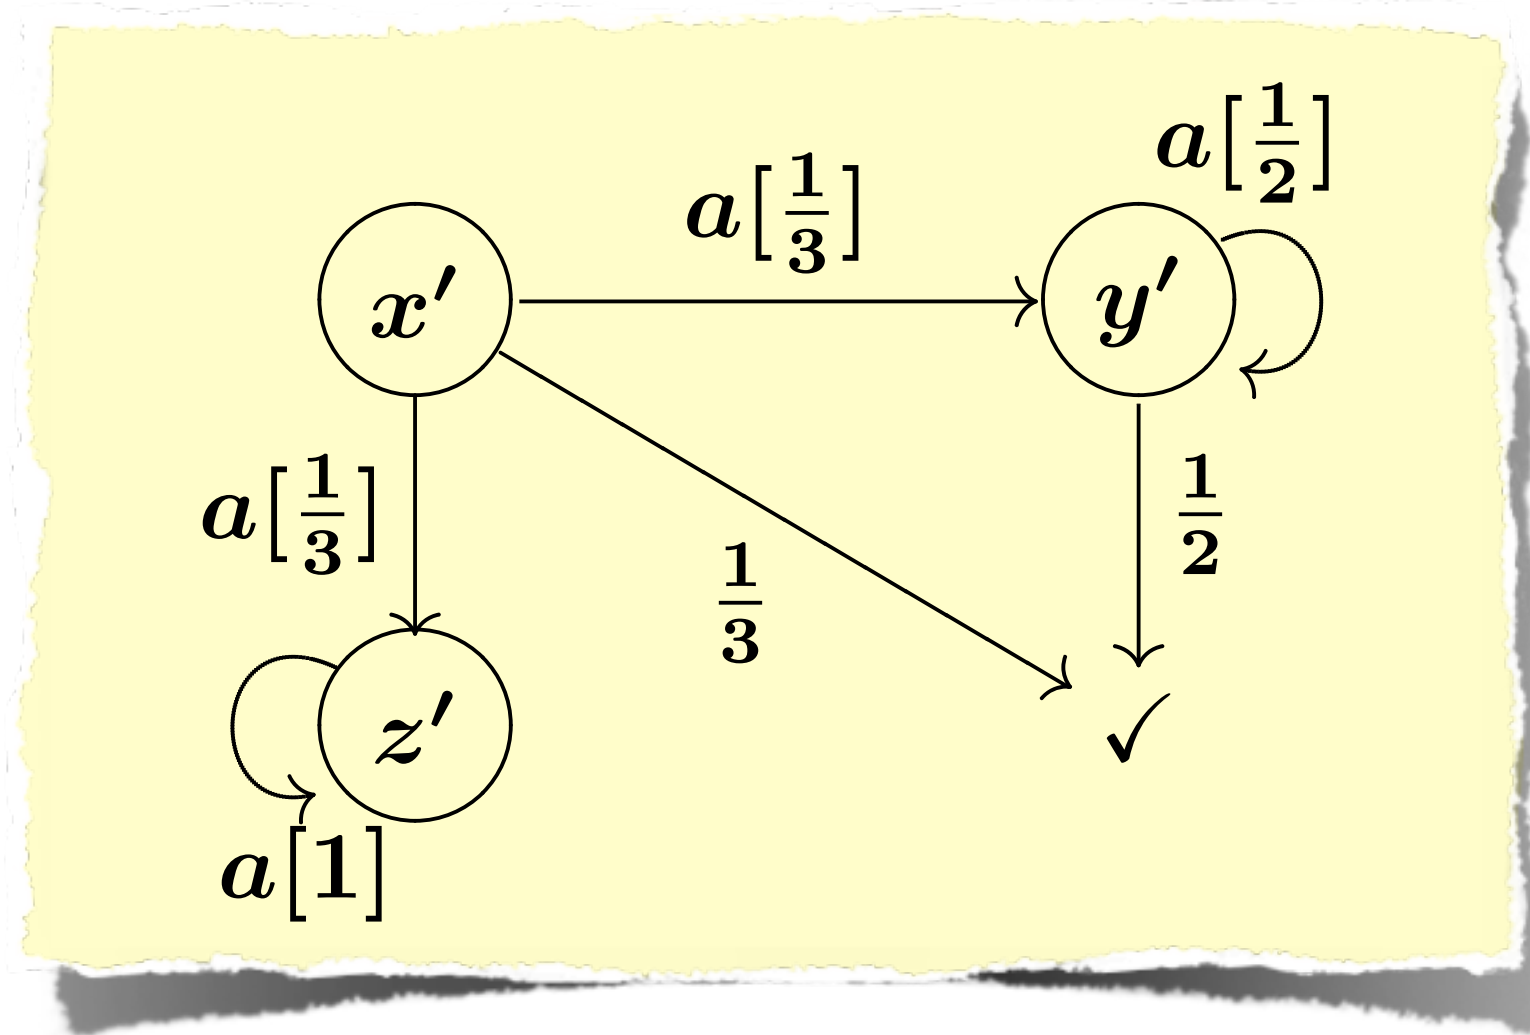 a[1/2]
a[1/3]
x′
y′
a[1/3]
1/2
1/3
z′
✓
a[1]